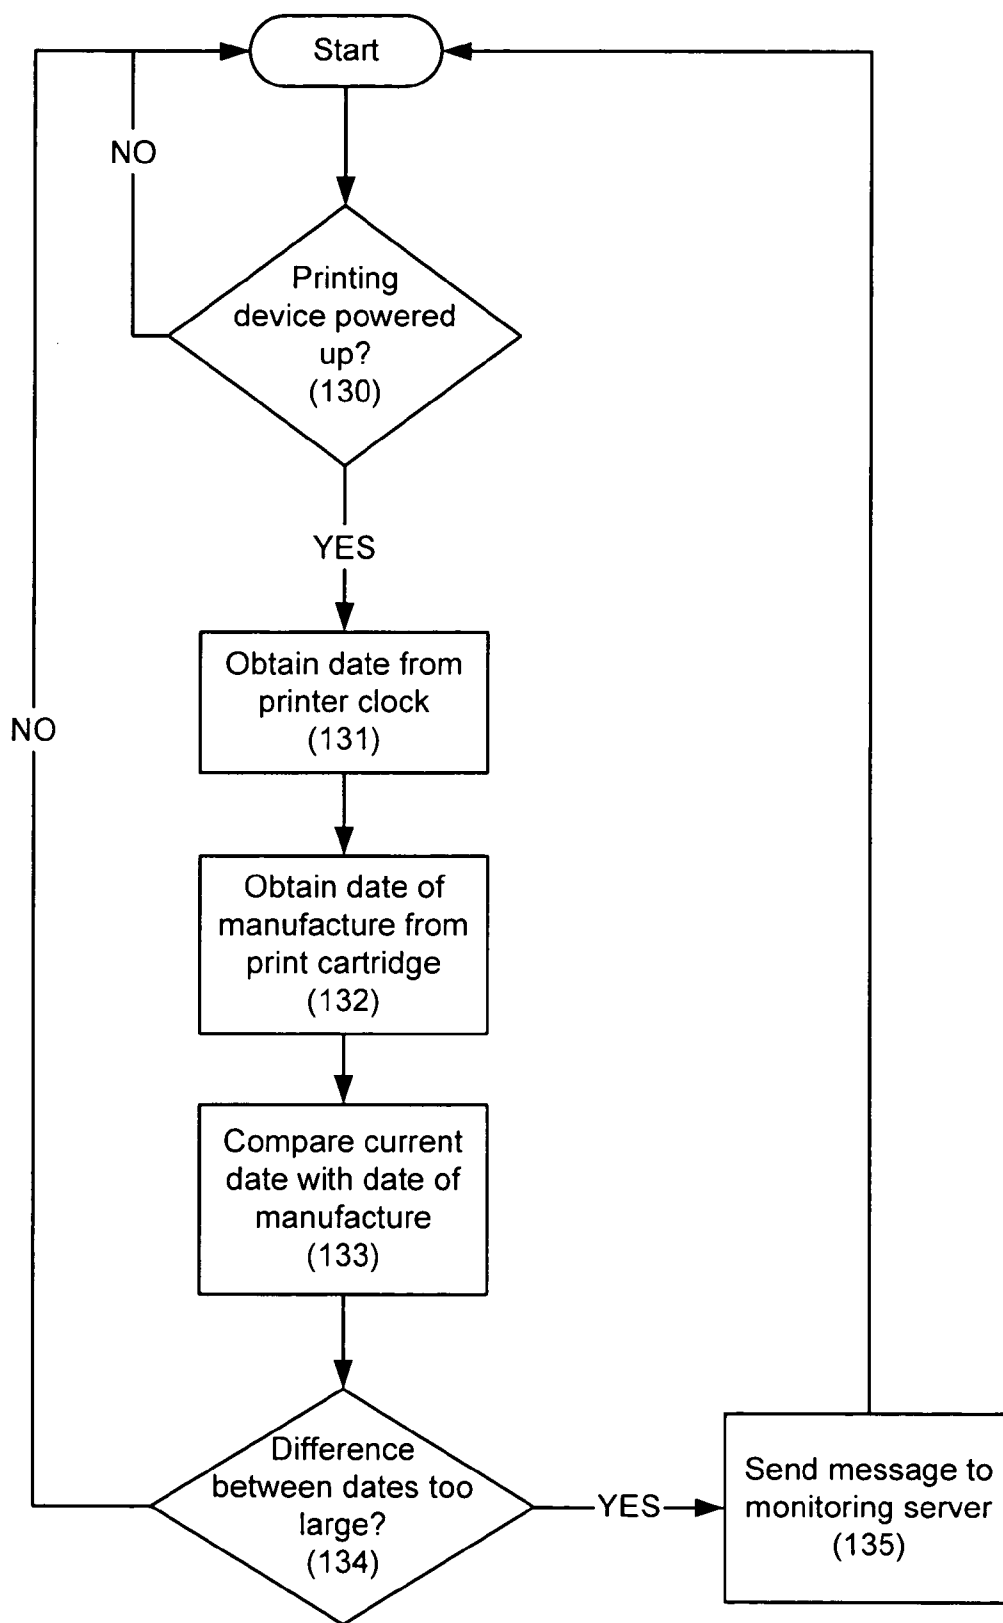 Start
NO
Printing
device powered
up?
(130)
YES
Obtain date from
printer clock
(131)
NO
Obtain date of
manufacture from
print cartridge
(132)
Compare current
date with date of
manufacture
(133)
Difference
between dates too
large?
(134)
YES
Send message to
monitoring server
(135)